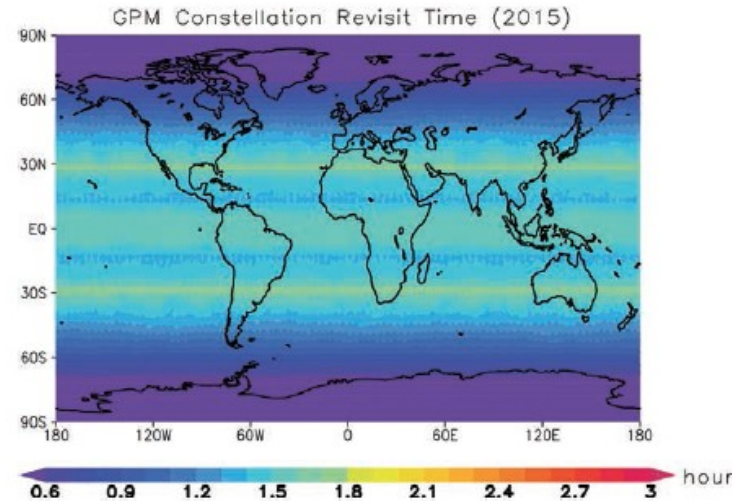 GPM Constellation Revisit Time (2015)
90N
60N
30N
EQ
30S
60S
90S
180 120W 60W 0 60E 120E 180
0.6 0.9 1.2 1.5 1.8 2.1 2.4 2.7 3 hour